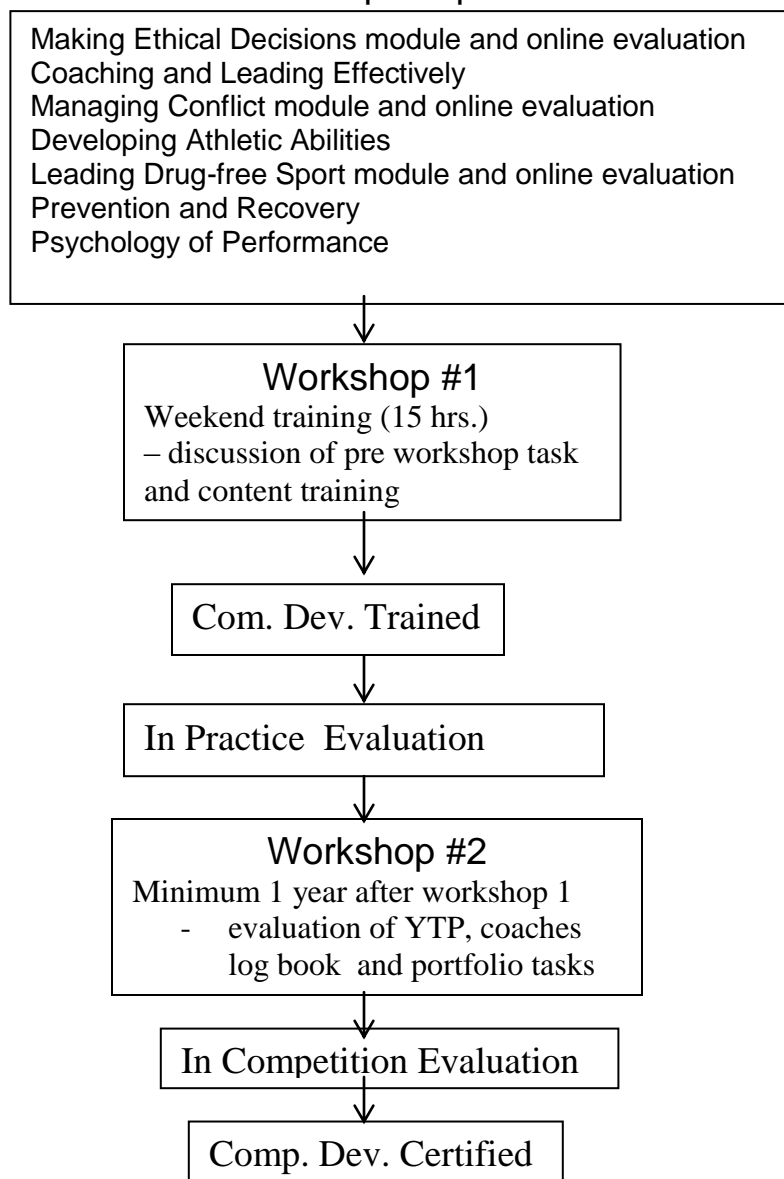 Making Ethical Decisions module and online evaluation
Coaching and Leading Effectively
Managing Conflict module and online evaluation
Developing Athletic Abilities
Leading Drug-free Sport module and online evaluation
Prevention and Recovery
Psychology of Performance
Workshop #1
Weekend training (15 hrs.)
– discussion of pre workshop task
and content training
Com. Dev. Trained
In Practice Evaluation
Workshop #2
Minimum 1 year after workshop 1
- evaluation of YTP, coaches
log book and portfolio tasks
In Competition Evaluation
Comp. Dev. Certified